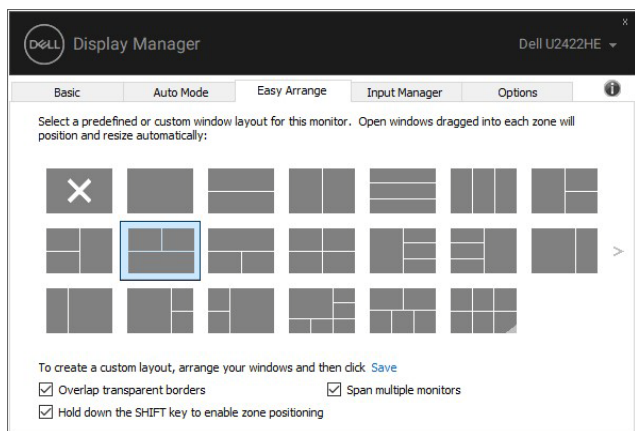 x
DELL Display Manager
Dell U2422HE
Basic Auto Mode Easy Arrange Input Manager Options
Select a predefined or custom window layout for this monitor. Open windows dragged into each zone will
position and resize automatically:
>
To create a custom layout, arrange your windows and then click Save
Overlap transparent borders Span multiple monitors
Hold down the SHIFT key to enable zone positioning